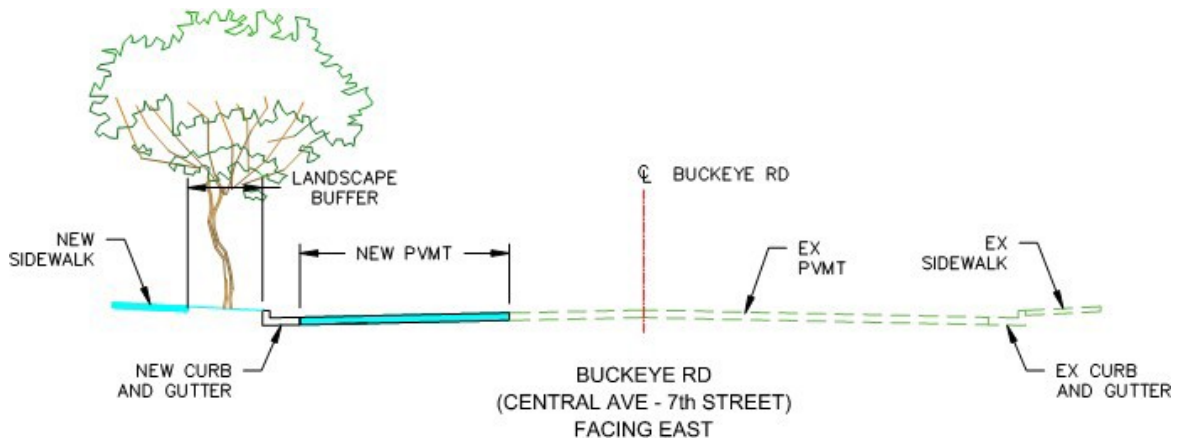 LANDSCAPE
BUFFER
℄ BUCKEYE RD
NEW
SIDEWALK
NEW PVMT
EX
PVMT
EX
SIDEWALK
NEW CURB
AND GUTTER
EX CURB
AND GUTTER
BUCKEYE RD
(CENTRAL AVE - 7th STREET)
FACING EAST